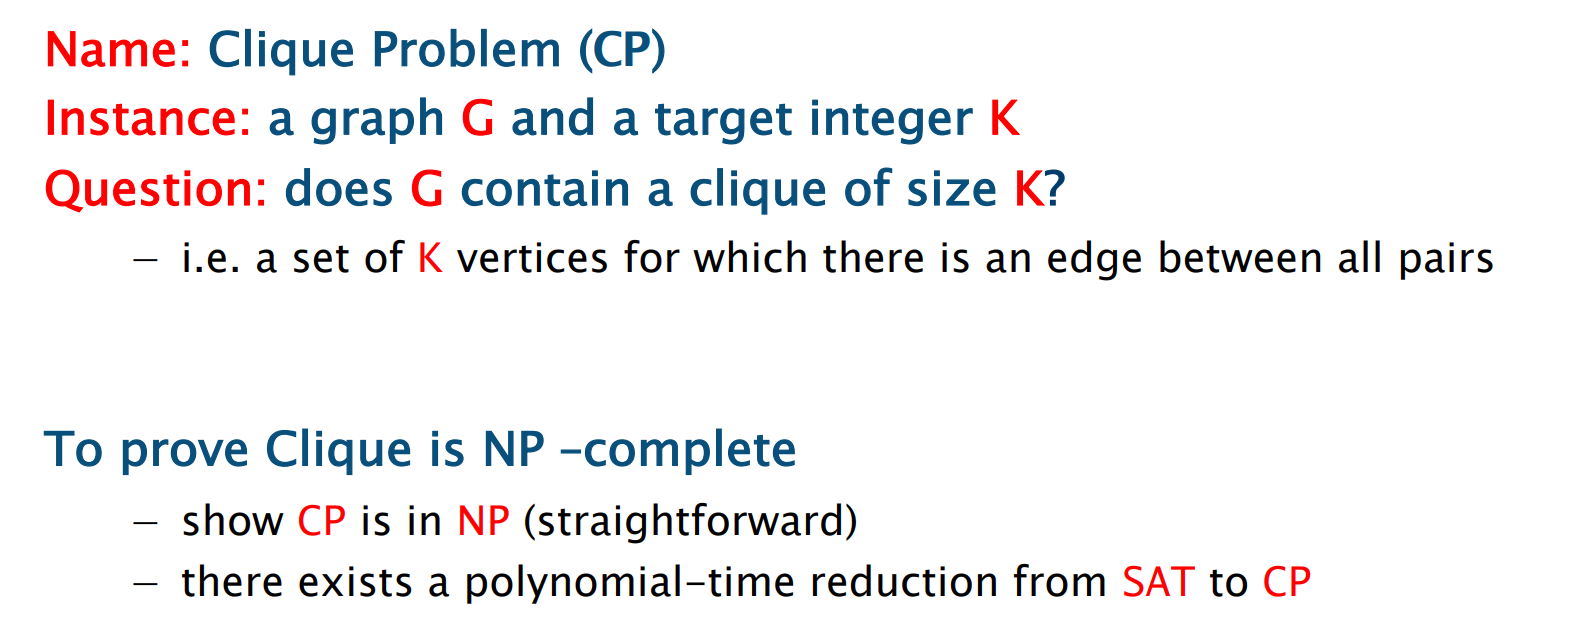 Name: Clique Problem (CP)
Instance: a graph G and a target integer K
Question: does G contain a clique of size K?
– i.e. a set of K vertices for which there is an edge between all pairs
To prove Clique is NP –complete
– show CP is in NP (straightforward)
– there exists a polynomial–time reduction from SAT to CP